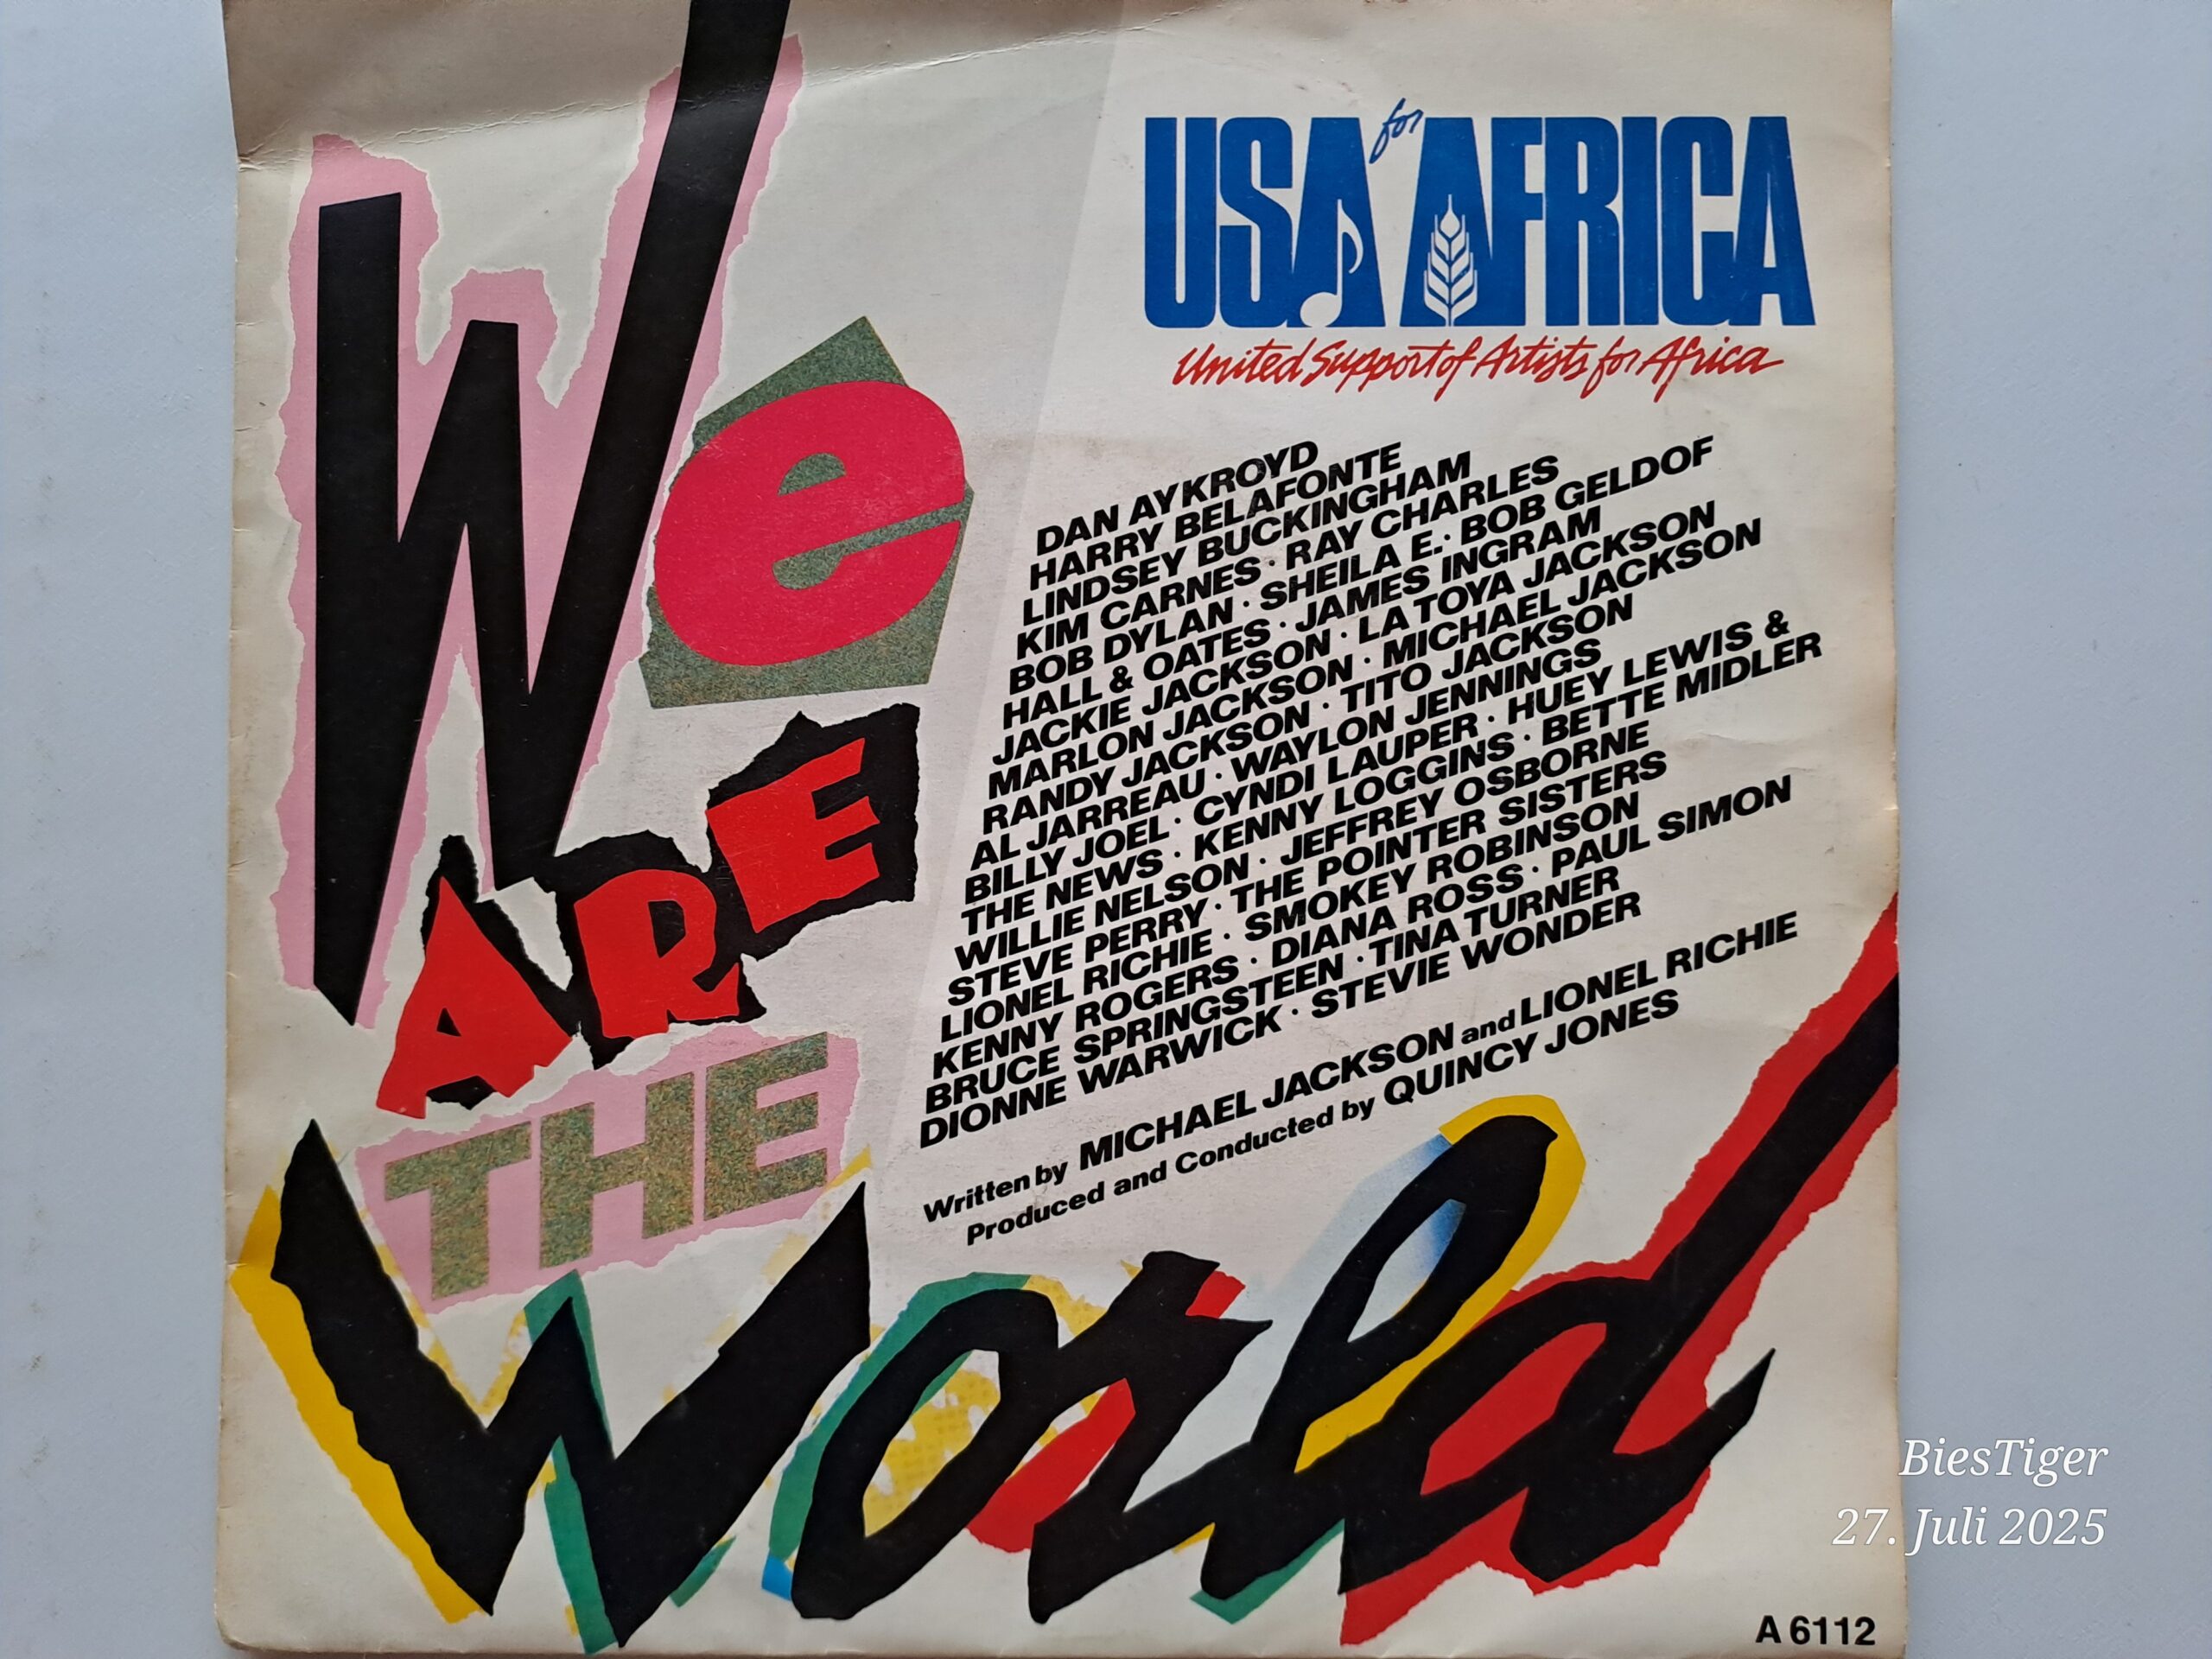 We
ARE
THE
World
USA for AFRICA
United Support of Artists for Africa
DAN AYKROYD
HARRY BELAFONTE
LINDSEY BUCKINGHAM
KIM CARNES · RAY CHARLES
BOB DYLAN · SHEILA E. · BOB GELDOF
HALL & OATES · JAMES INGRAM
JACKIE JACKSON · LA TOYA JACKSON
MARLON JACKSON · MICHAEL JACKSON
RANDY JACKSON · TITO JACKSON
AL JARREAU · WAYLON JENNINGS
BILLY JOEL · CYNDI LAUPER · HUEY LEWIS &
THE NEWS · KENNY LOGGINS · BETTE MIDLER
WILLIE NELSON · JEFFREY OSBORNE
STEVE PERRY · THE POINTER SISTERS
LIONEL RICHIE · SMOKEY ROBINSON
KENNY ROGERS · DIANA ROSS · PAUL SIMON
BRUCE SPRINGSTEEN · TINA TURNER
DIONNE WARWICK · STEVIE WONDER
Written by MICHAEL JACKSON and LIONEL RICHIE
Produced and Conducted by QUINCY JONES
A 6112
BiesTiger
27. Juli 2025